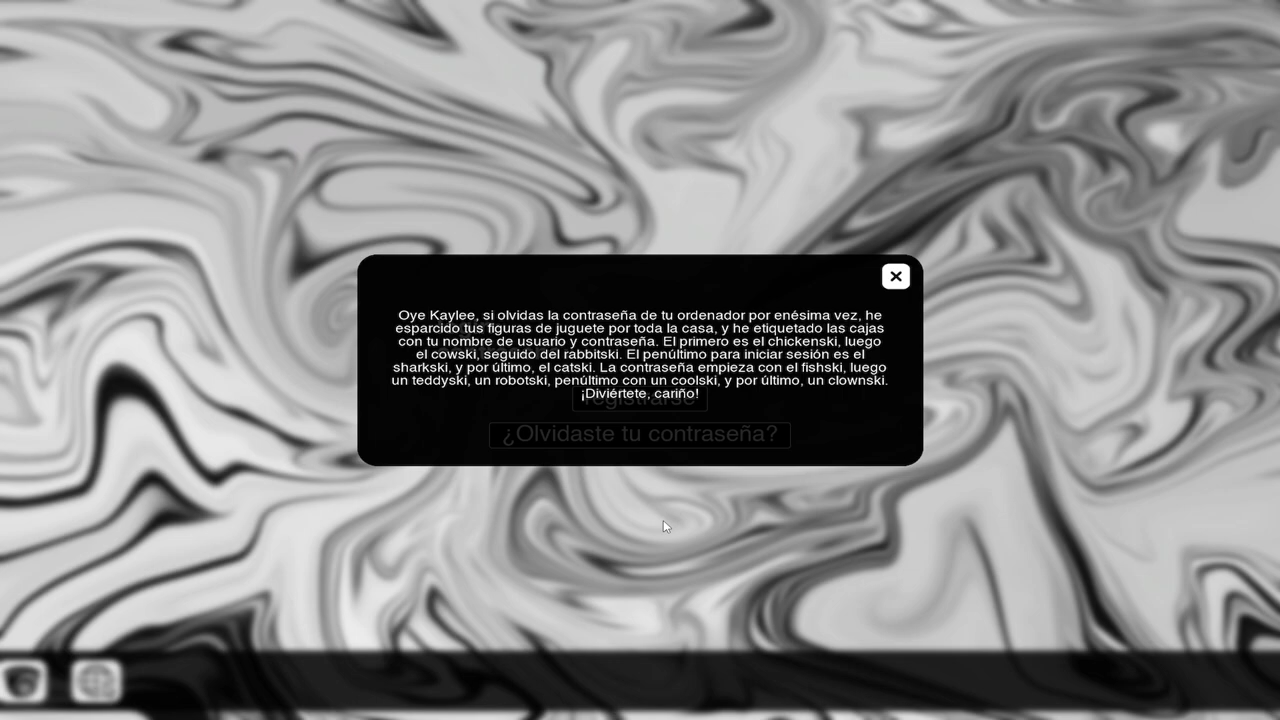 Oye Kaylee, si olvidas la contraseña de tu ordenador por enésima vez, he
esparcido tus figuras de juguete por toda la casa, y he etiquetado las cajas
con tu nombre de usuario y contraseña. El primero es el chickenski, luego
el cowski, seguido del rabbitski. El penúltimo para iniciar sesión es el
sharkski, y por último, el catski. La contraseña empieza con el fishski, luego
un teddyski, un robotski, penúltimo con un coolski, y por último, un clownski.
¡Diviértete, cariño!
registrarse
¿Olvidaste tu contraseña?